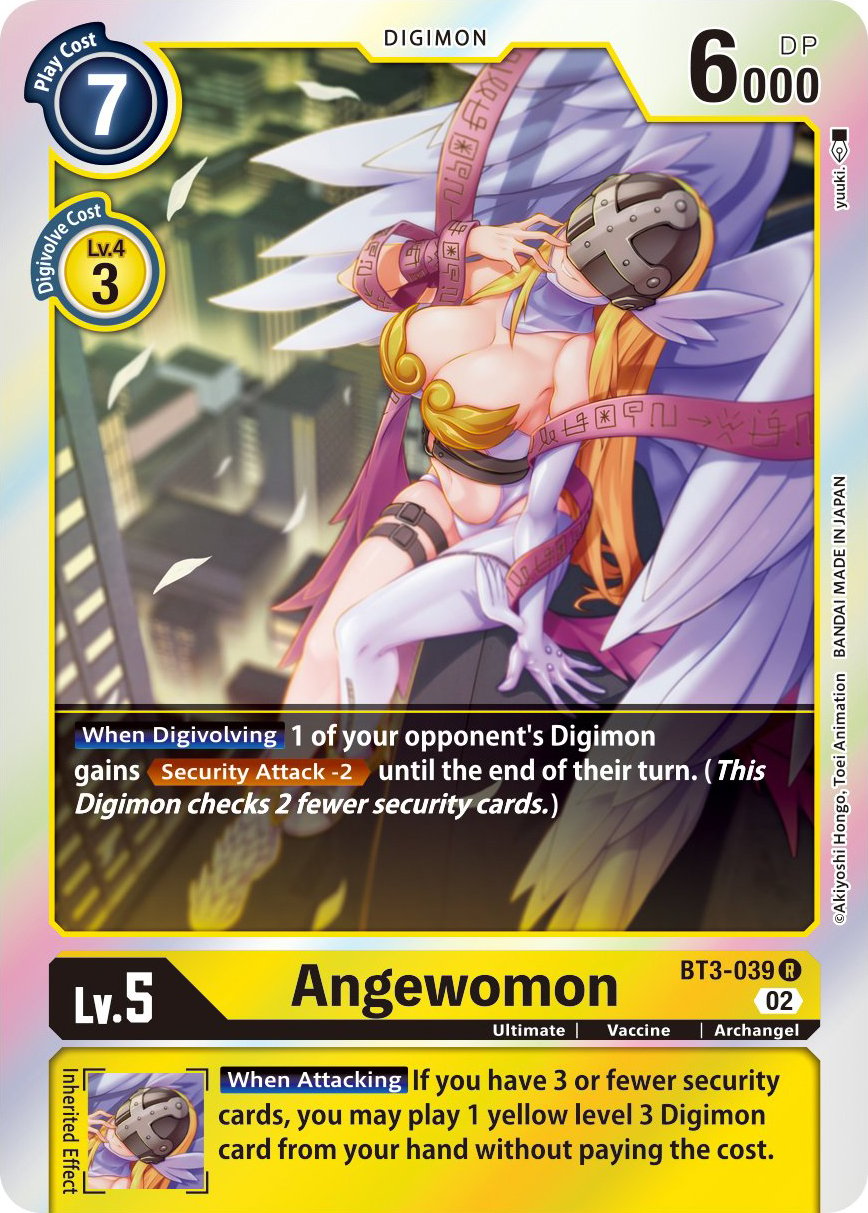 Play Cost
7
DIGIMON
6000
DP
Digivolve Cost
Lv.4
3
yuuki.
When Digivolving 1 of your opponent's Digimon
gains Security Attack -2 until the end of their turn. (This
Digimon checks 2 fewer security cards.)
©Akiyoshi Hongo, Toei Animation BANDAI MADE IN JAPAN
Lv.5
Angewomon
BT3-039 R
02
Ultimate | Vaccine | Archangel
Inherited Effect
When Attacking If you have 3 or fewer security
cards, you may play 1 yellow level 3 Digimon
card from your hand without paying the cost.